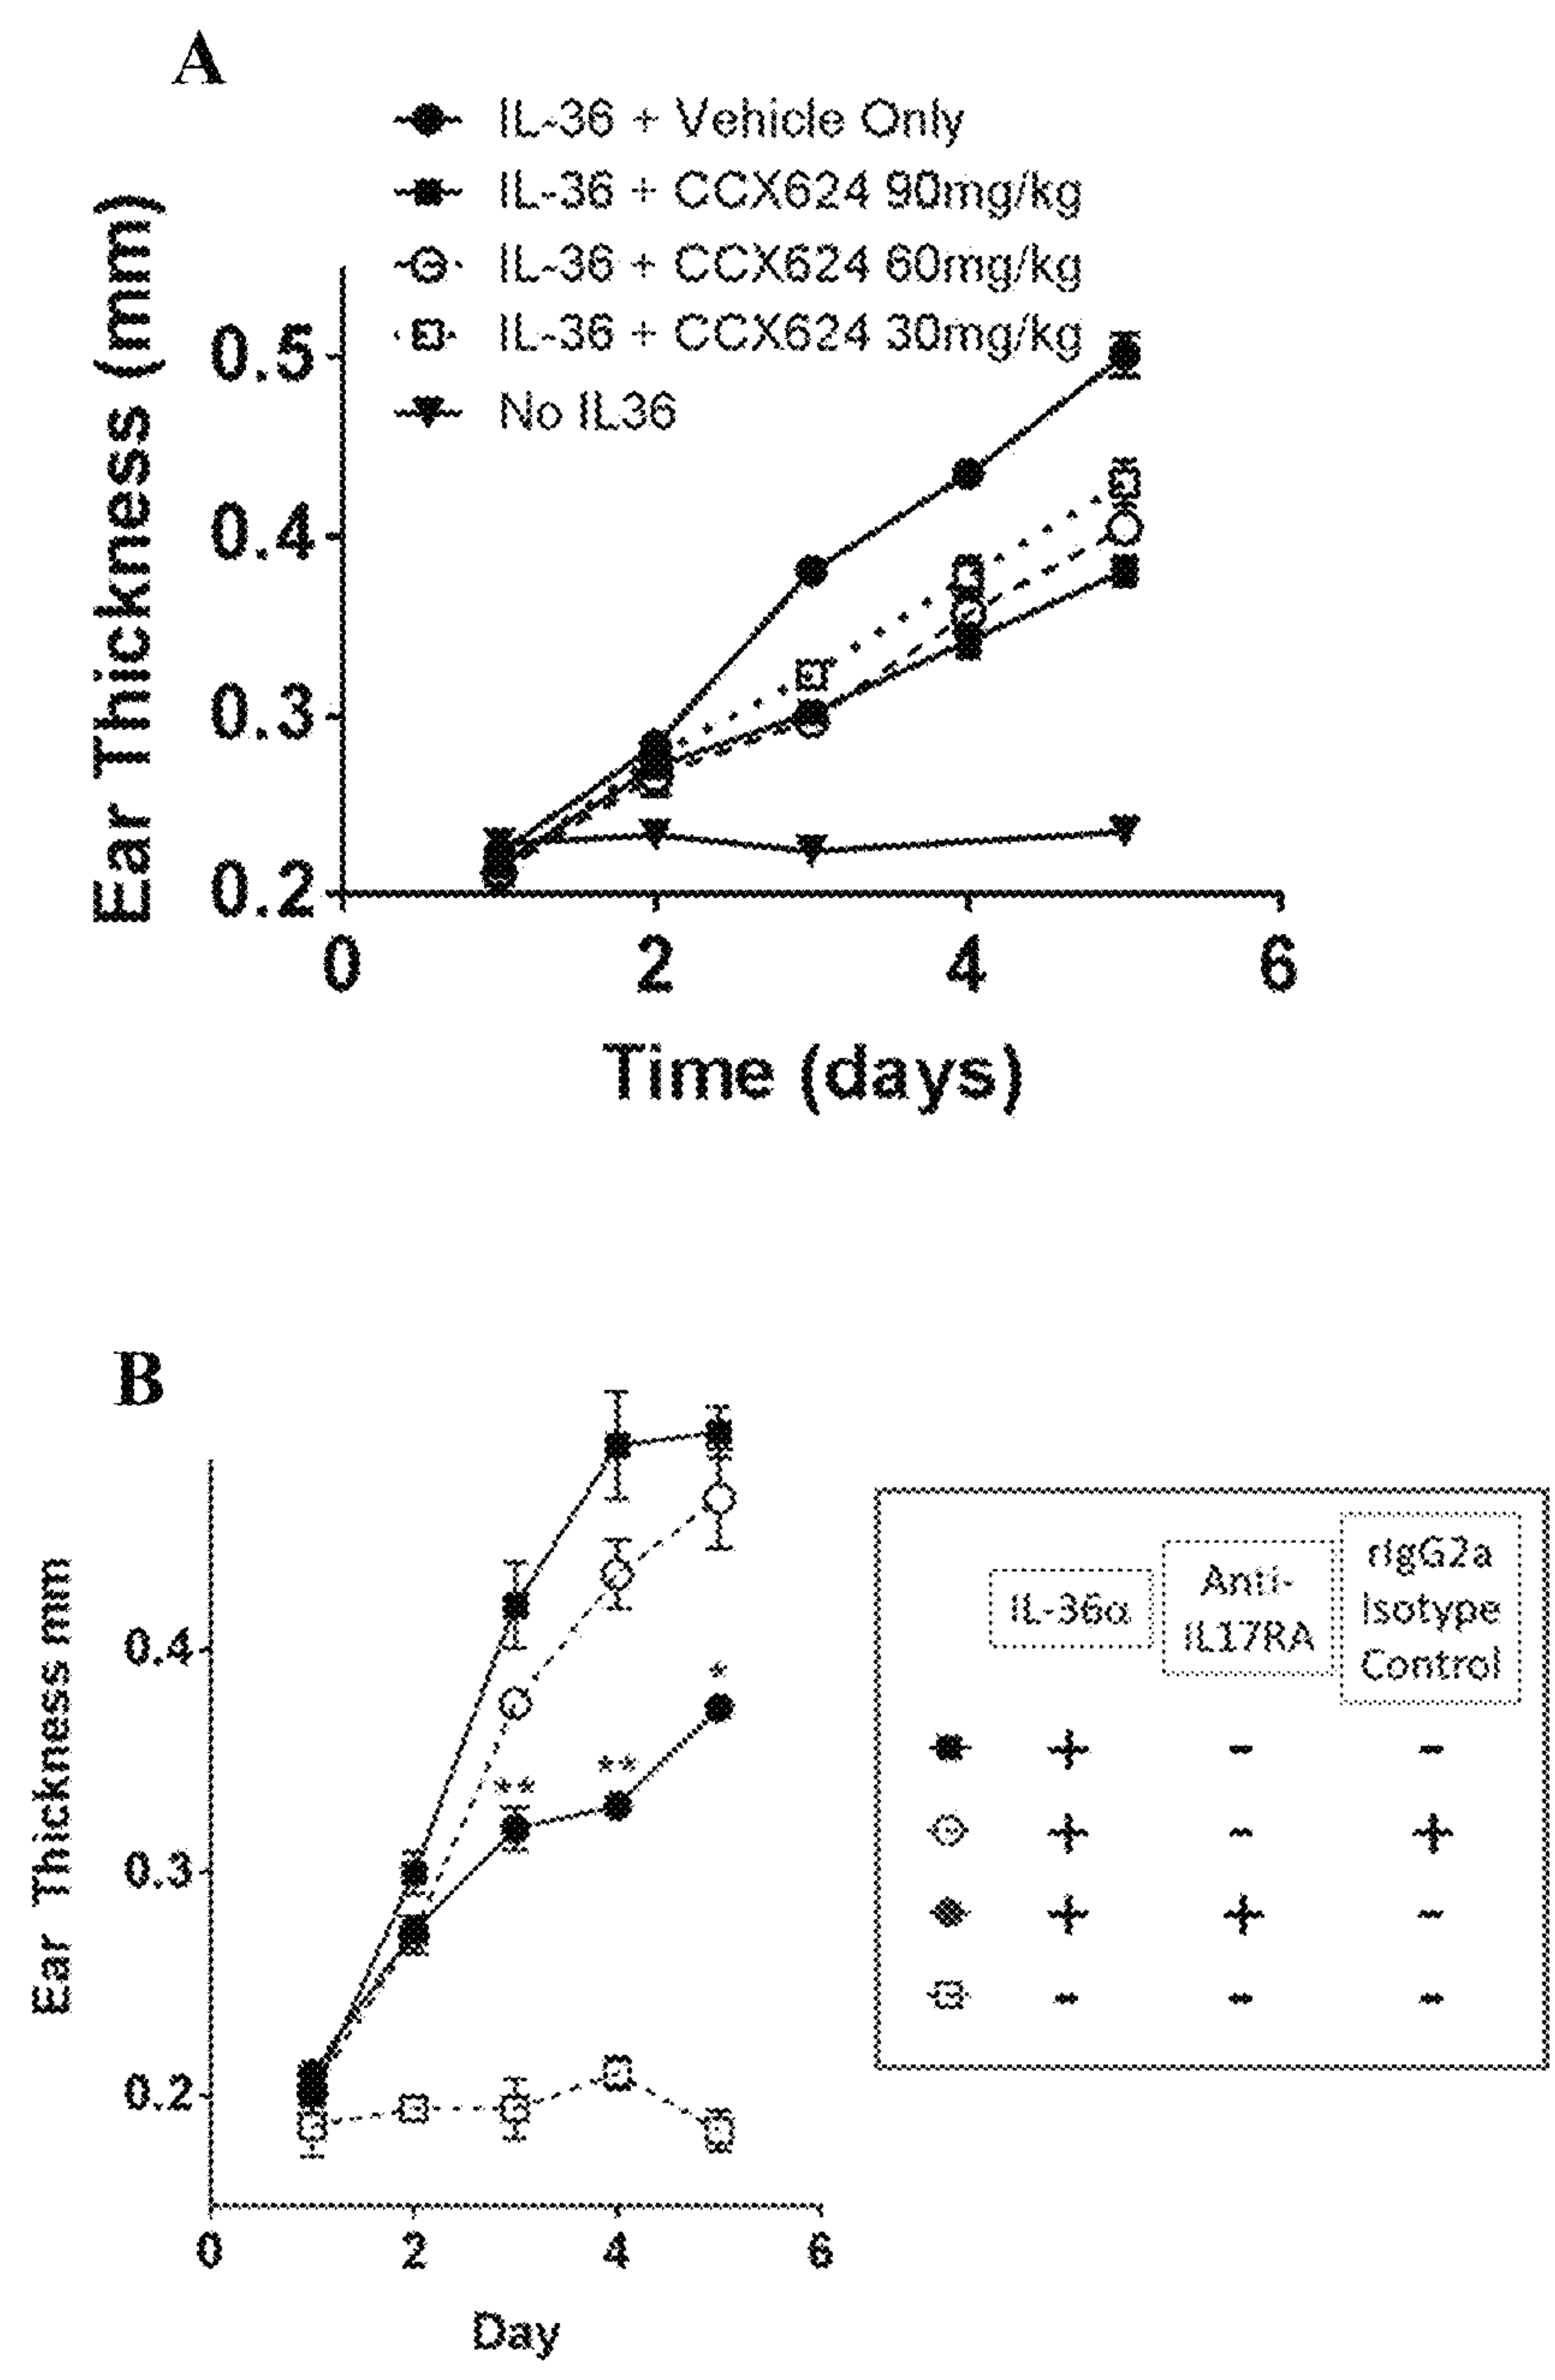 A
IL-36 + Vehicle Only
IL-36 + CCX624 90mg/kg
IL-36 + CCX624 60mg/kg
IL-36 + CCX624 30mg/kg
No IL36
Ear Thickness (mm)
0.5
0.4
0.3
0.2
0 2 4 6
Time (days)
B
Ear Thickness mm
0.4
0.3
0.2
*
** **
0 2 4 6
Day
IL-36α
Anti-
IL17RA
rIgG2a
Isotype
Control
+ - -
+ - +
+ + -
- - -